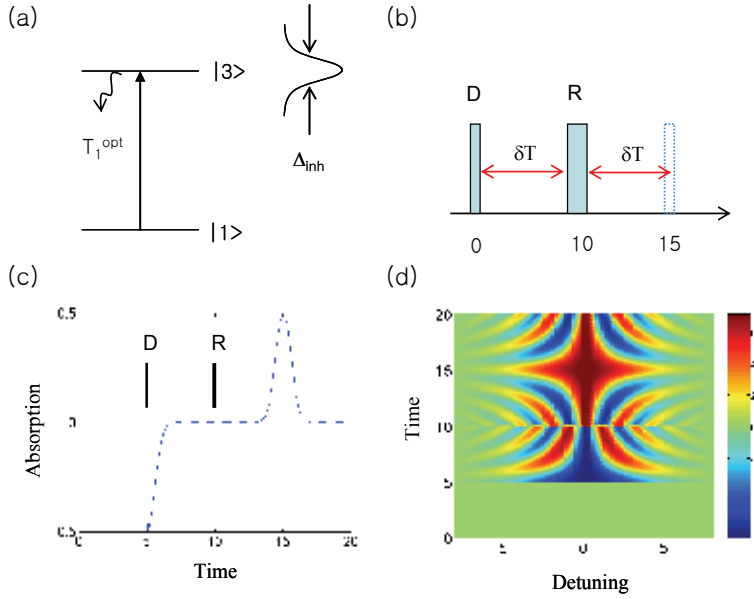 (a)
|3>
T₁ᵒᵖᵗ
Δinh
|1>
(b)
D
R
δT
δT
0
10
15
(c)
0.5
D
R
0
Absorption
0.5
0
5
10
15
20
Time
(d)
20
15
10
5
0
Time
5
0
5
Detuning